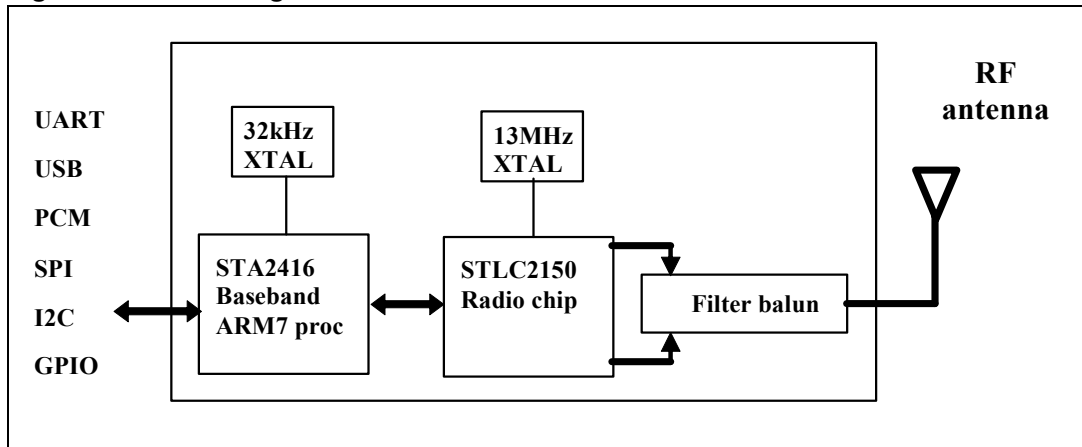 RF
antenna
UART
USB
PCM
SPI
I2C
GPIO
32kHz
XTAL
13MHz
XTAL
STA2416
Baseband
ARM7 proc
STLC2150
Radio chip
Filter balun